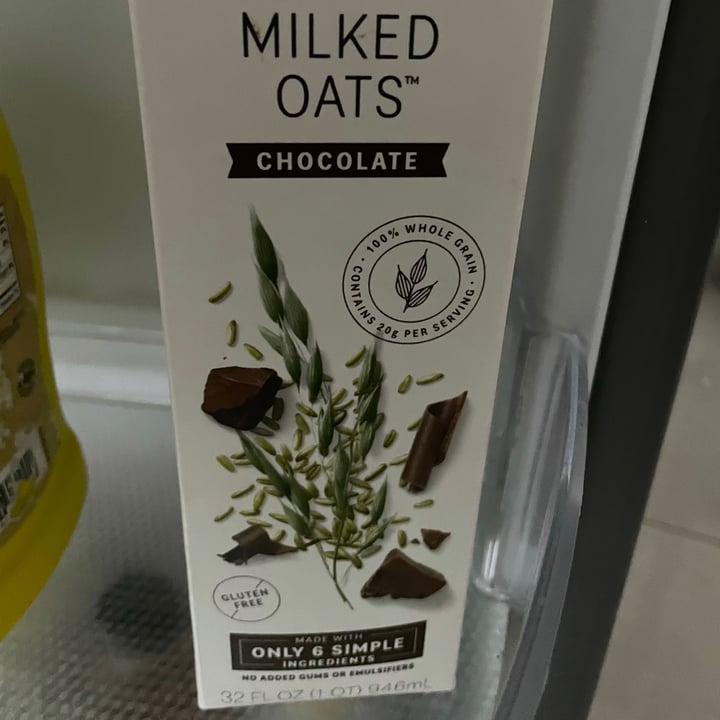 MILKED
OATS™
CHOCOLATE
100% WHOLE GRAIN · CONTAINS 20g PER SERVING ·
GLUTEN
FREE
MADE WITH
ONLY 6 SIMPLE
INGREDIENTS
NO ADDED GUMS OR EMULSIFIERS
32 FL OZ (1 QT) 946mL